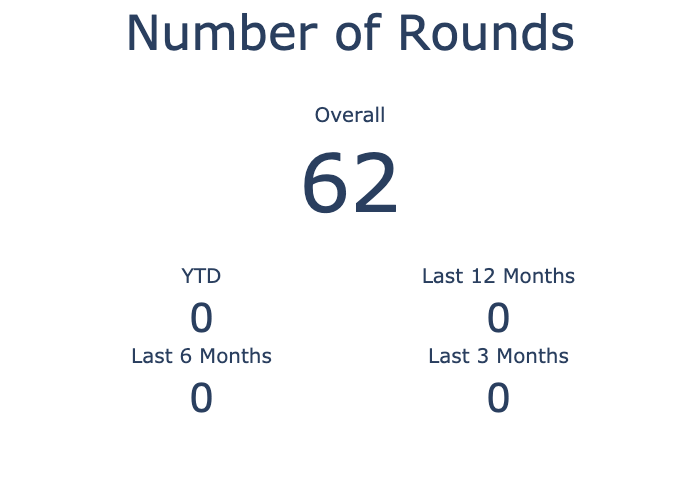 Number of Rounds
Overall
62
YTD
Last 12 Months
0
0
Last 6 Months
Last 3 Months
0
0